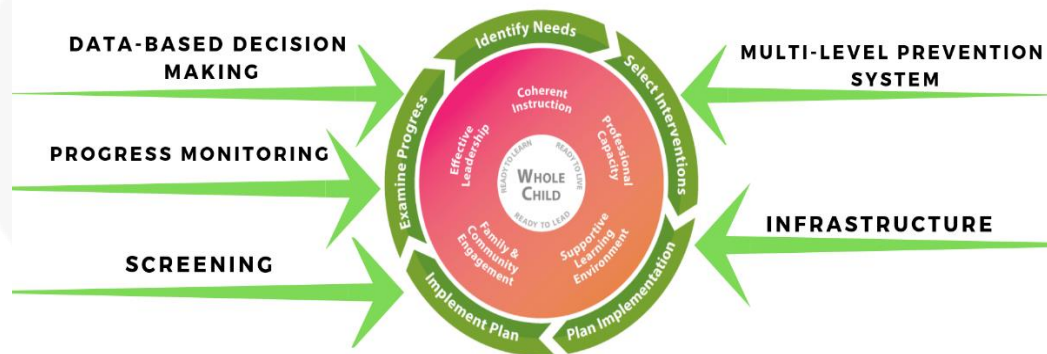 DATA-BASED DECISION
MAKING
PROGRESS MONITORING
SCREENING
Identify Needs
Select Interventions
Plan Implementation
Implement Plan
Examine Progress
Coherent
Instruction
Professional
Capacity
Supportive
Learning
Environment
Family &
Community
Engagement
Effective
Leadership
READY TO LEARN
READY TO LIVE
READY TO LEAD
WHOLE
CHILD
MULTI-LEVEL PREVENTION
SYSTEM
INFRASTRUCTURE